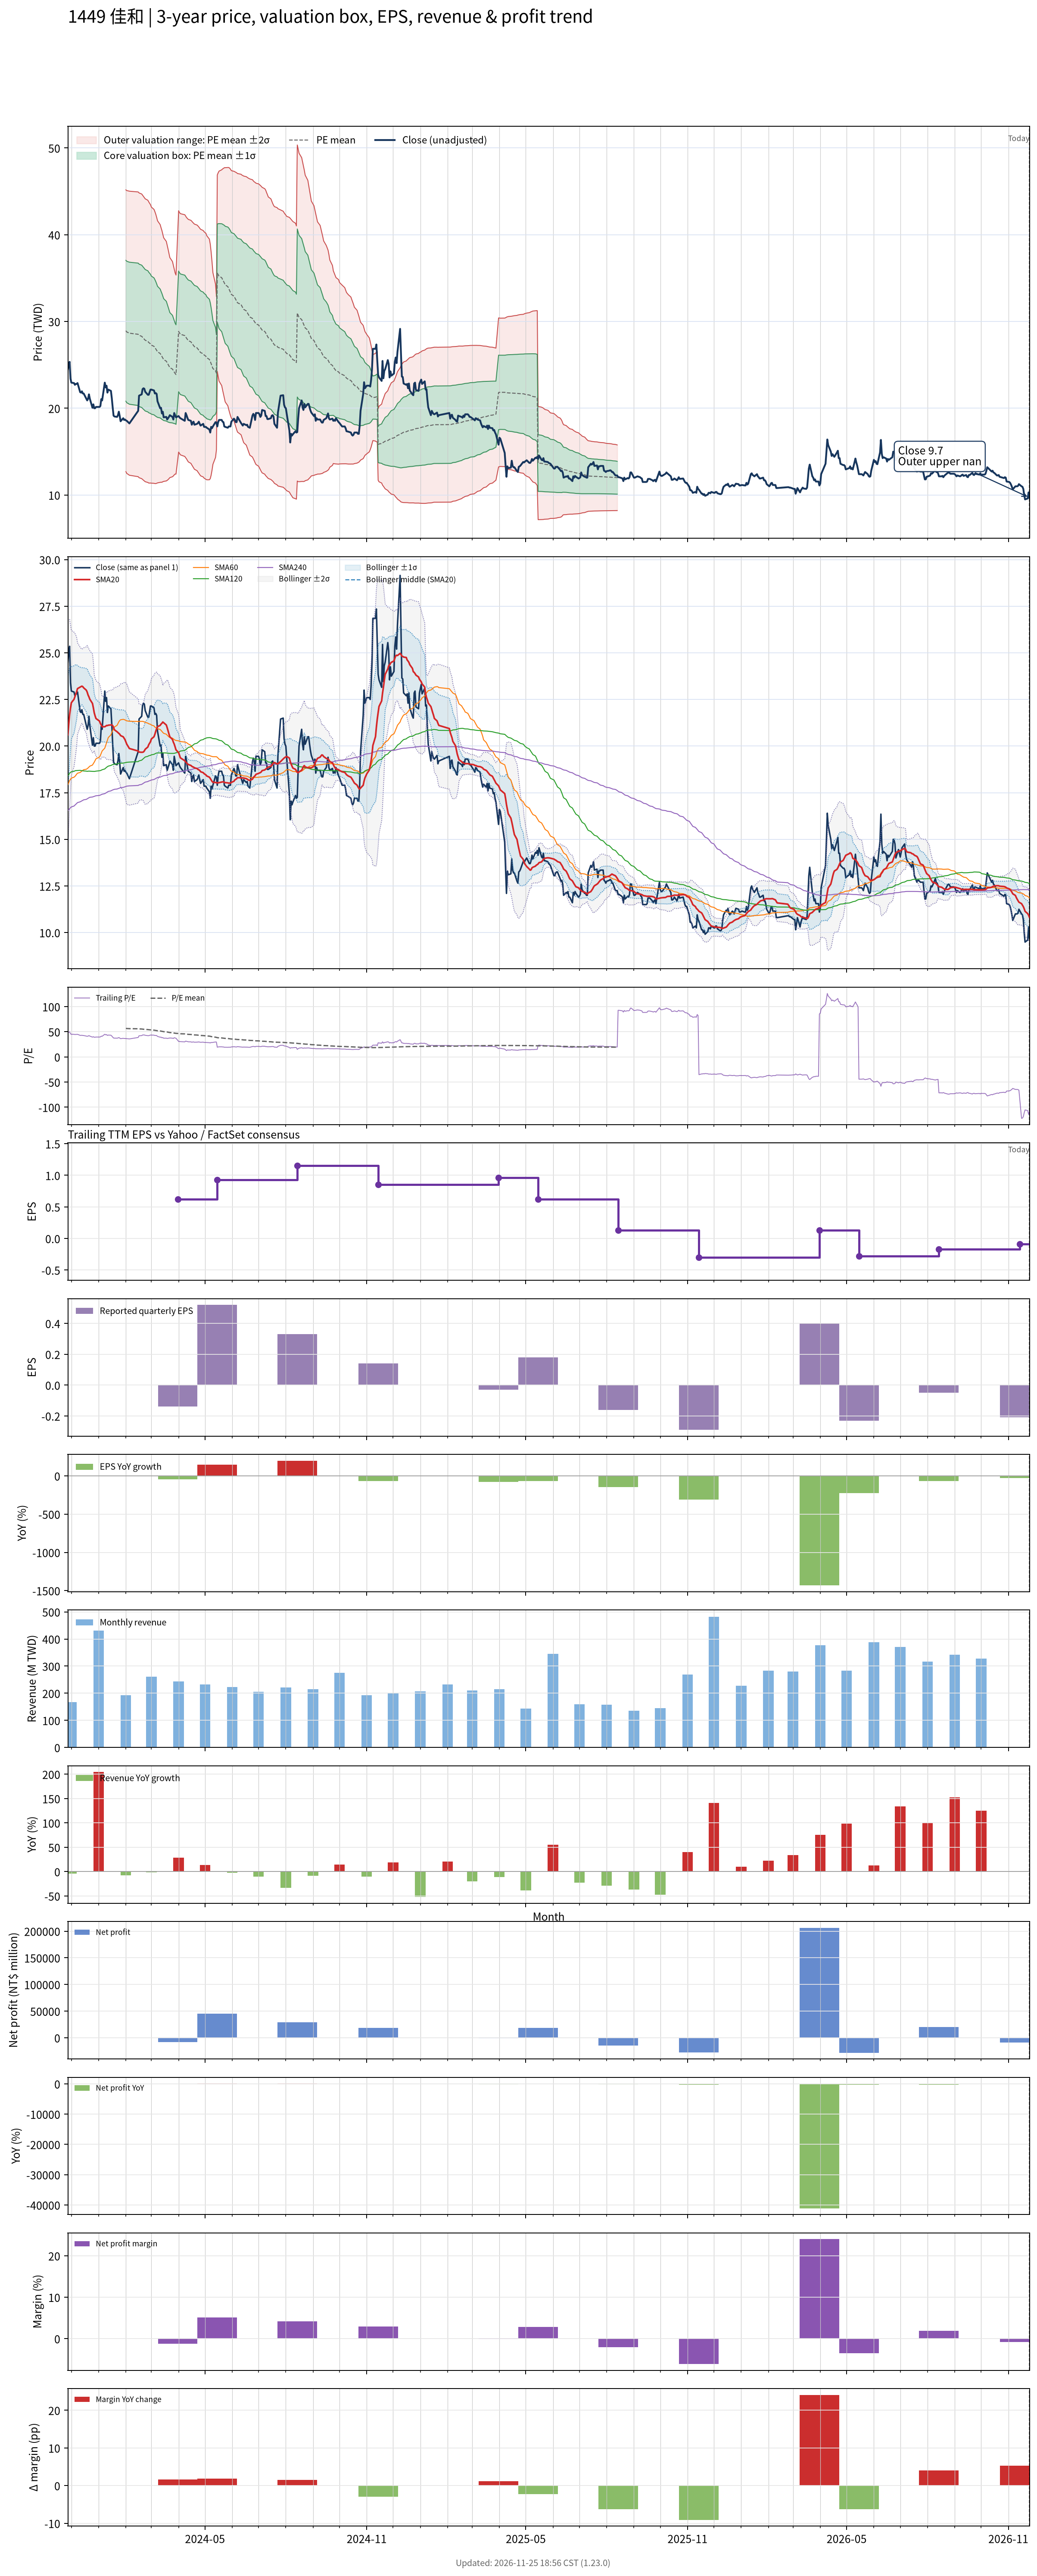 1449 佳和 | 3-year price, valuation box, EPS, revenue & profit trend
Outer valuation range: PE mean ±2σ
Core valuation box: PE mean ±1σ
PE mean
Close (unadjusted)
Today
Price (TWD)
50
40
30
20
10
Close 9.7
Outer upper nan
Close (same as panel 1)
SMA20
SMA60
SMA120
SMA240
Bollinger ±2σ
Bollinger ±1σ
Bollinger middle (SMA20)
Price
30.0
27.5
25.0
22.5
20.0
17.5
15.0
12.5
10.0
Trailing P/E
P/E mean
P/E
100
50
0
-50
-100
Trailing TTM EPS vs Yahoo / FactSet consensus
Today
EPS
1.5
1.0
0.5
0.0
-0.5
Reported quarterly EPS
EPS
0.4
0.2
0.0
-0.2
EPS YoY growth
YoY (%)
0
-500
-1000
-1500
Monthly revenue
Revenue (M TWD)
500
400
300
200
100
0
Revenue YoY growth
YoY (%)
200
150
100
50
0
-50
Month
Net profit
Net profit (NT$ million)
200000
150000
100000
50000
0
Net profit YoY
YoY (%)
0
-10000
-20000
-30000
-40000
Net profit margin
Margin (%)
20
10
0
Margin YoY change
Δ margin (pp)
20
10
0
-10
2024-05
2024-11
2025-05
2025-11
2026-05
2026-11
Updated: 2026-11-25 18:56 CST (1.23.0)